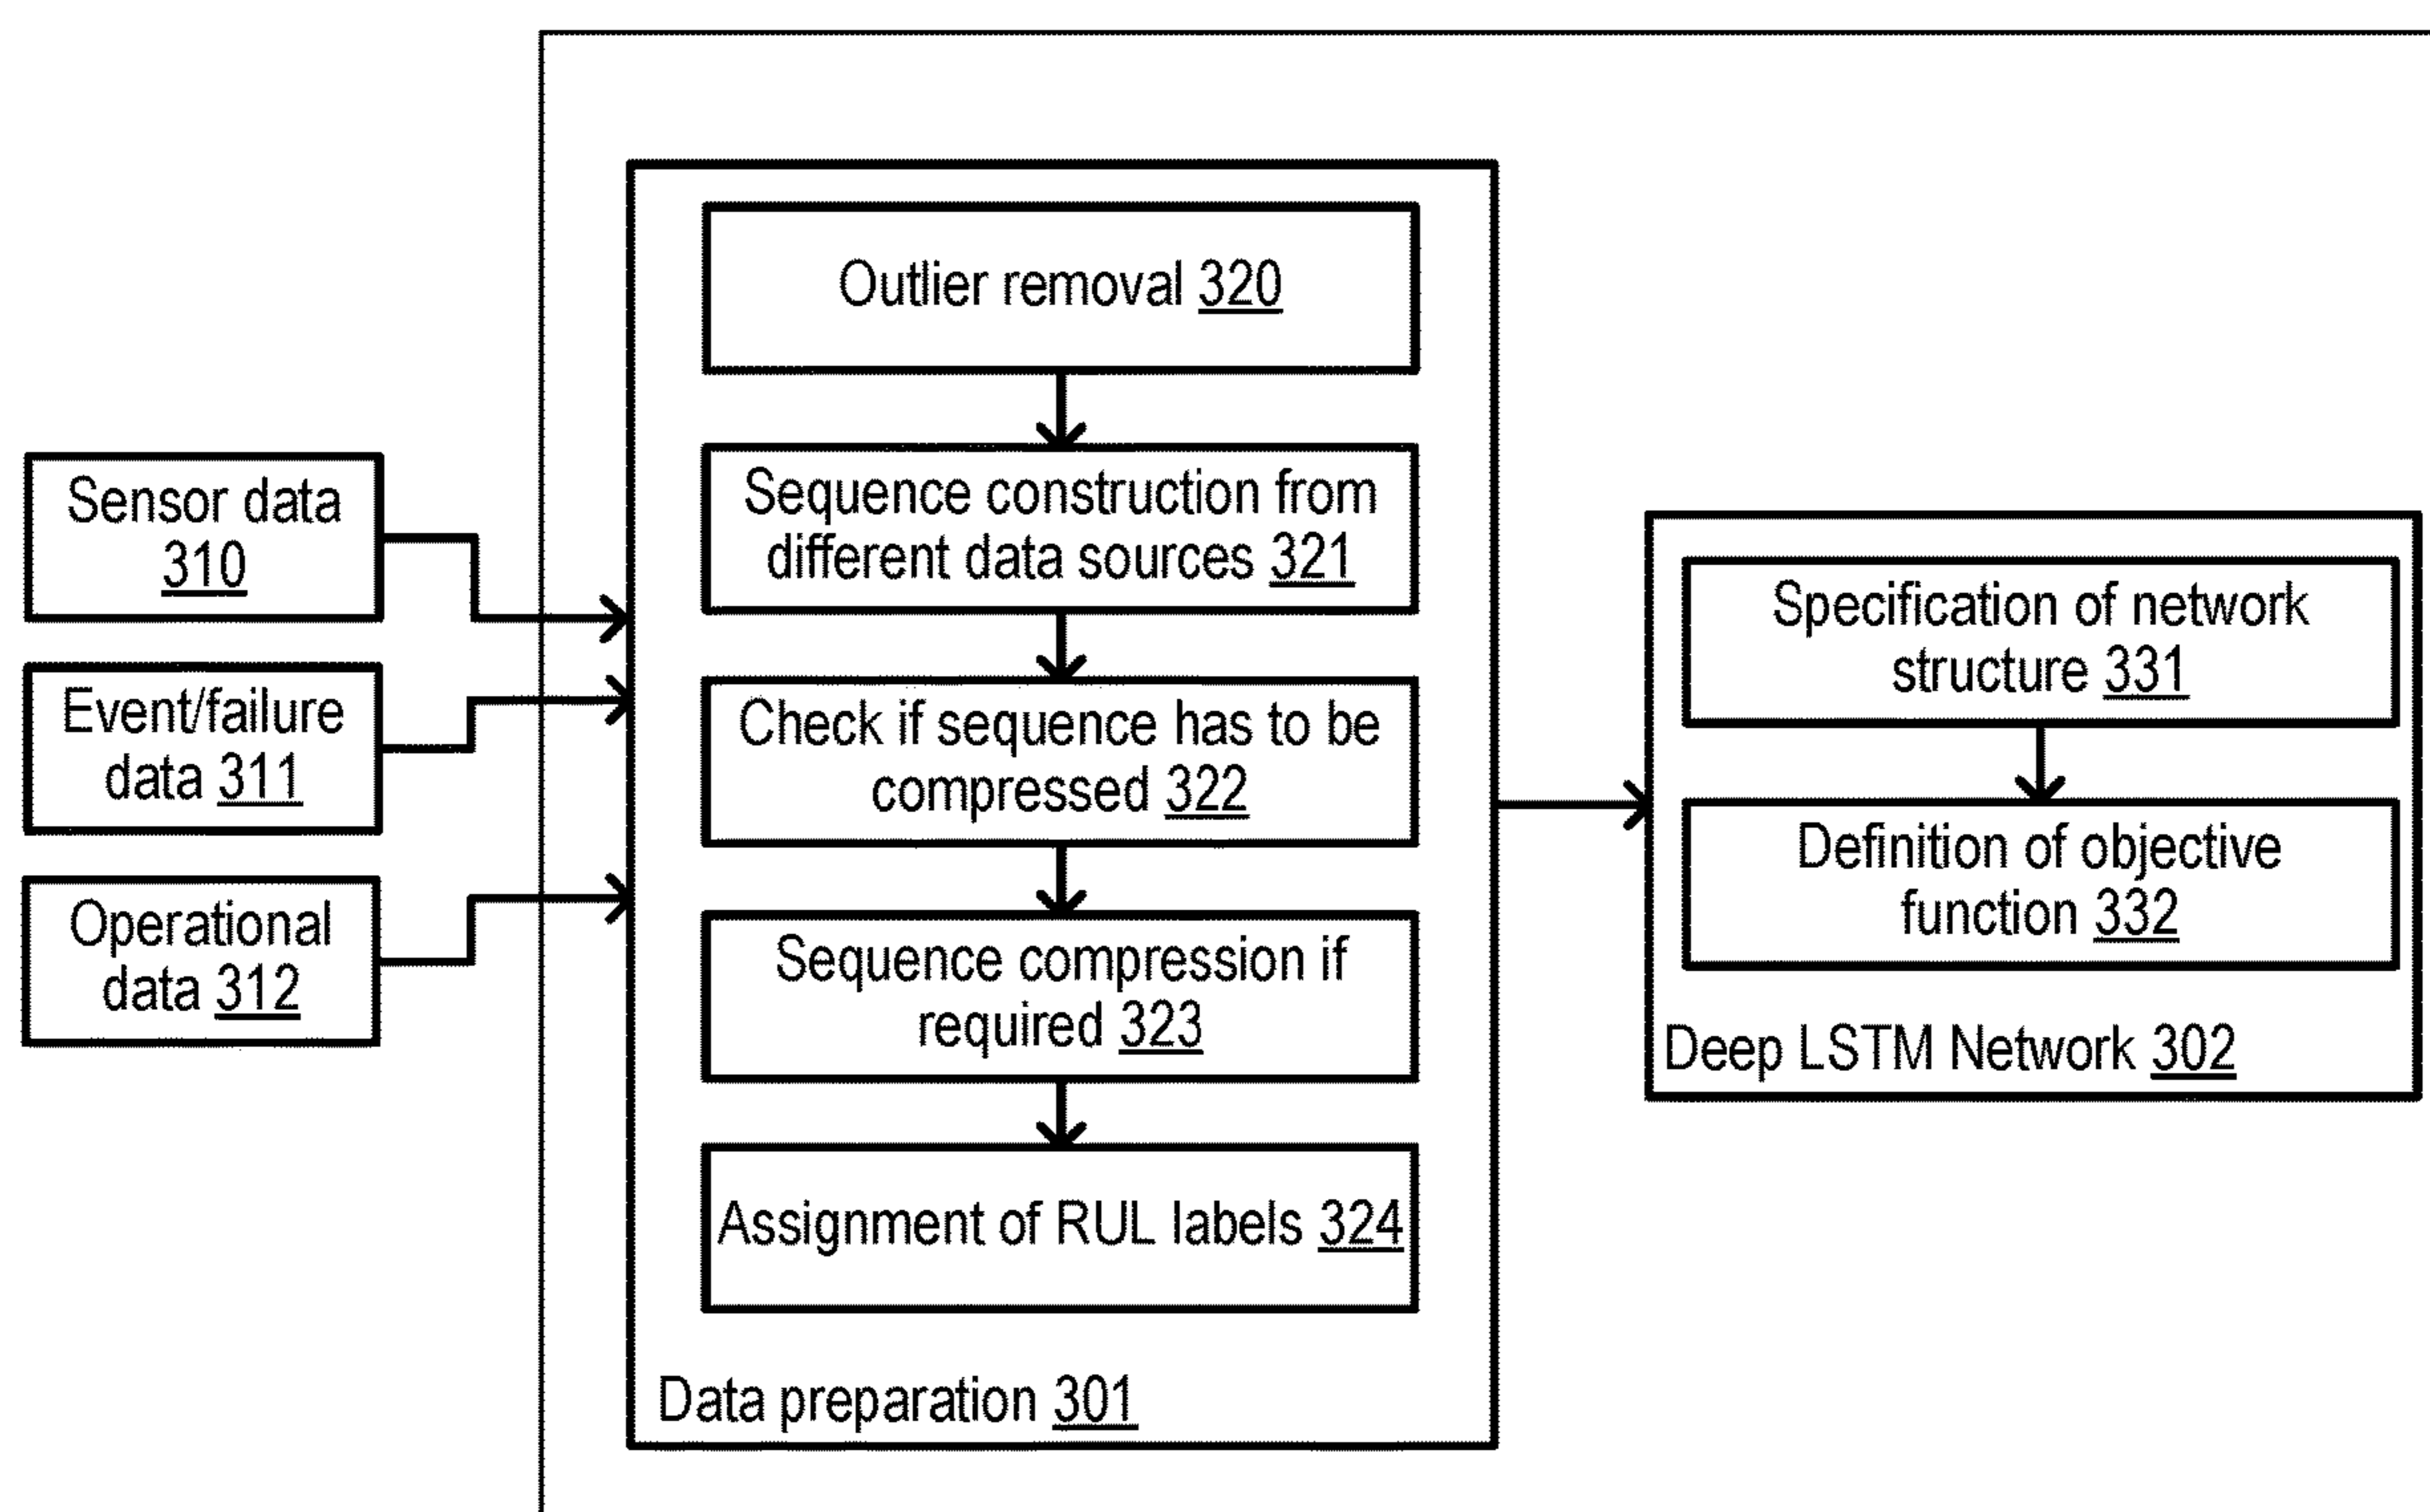 Sensor data
310
Event/failure
data 311
Operational
data 312
Outlier removal 320
Sequence construction from
different data sources 321
Check if sequence has to be
compressed 322
Sequence compression if
required 323
Assignment of RUL labels 324
Data preparation 301
Specification of network
structure 331
Definition of objective
function 332
Deep LSTM Network 302